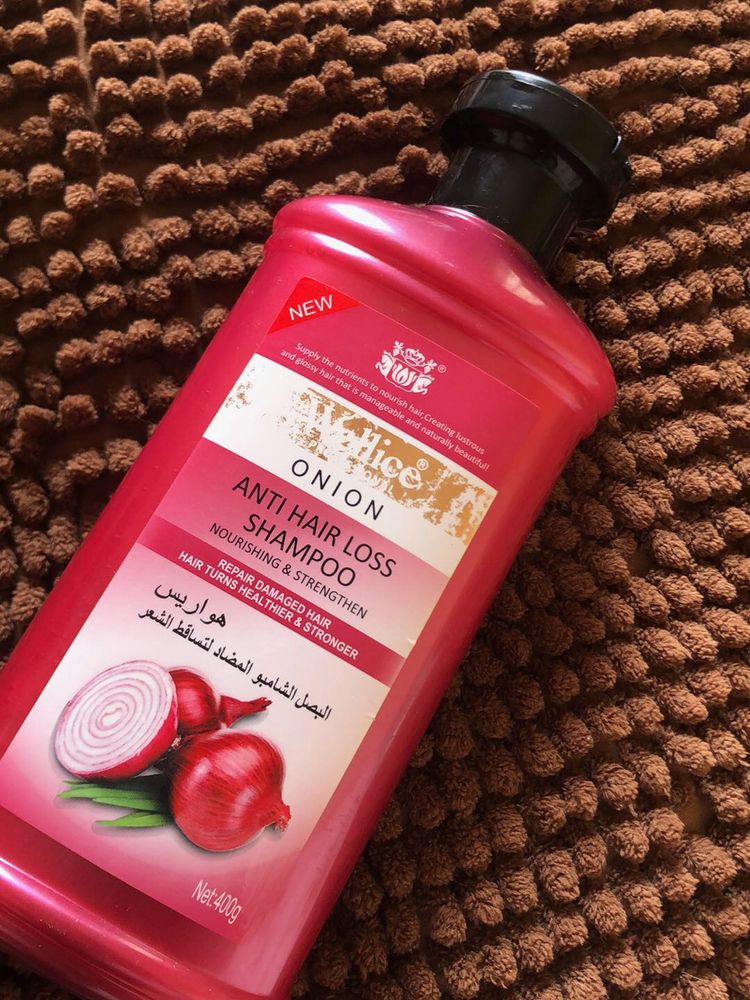 NEW
Supply the nutrients to nourish hair,Creating lustrous
and glossy hair that is manageable and naturally beautiful!
Wollice®
ONION
ANTI HAIR LOSS
SHAMPOO
NOURISHING & STRENGTHEN
REPAIR DAMAGED HAIR
HAIR TURNS HEALTHIER & STRONGER
هواريس
البصل الشامبو المضاد لتساقط الشعر
Net:400g